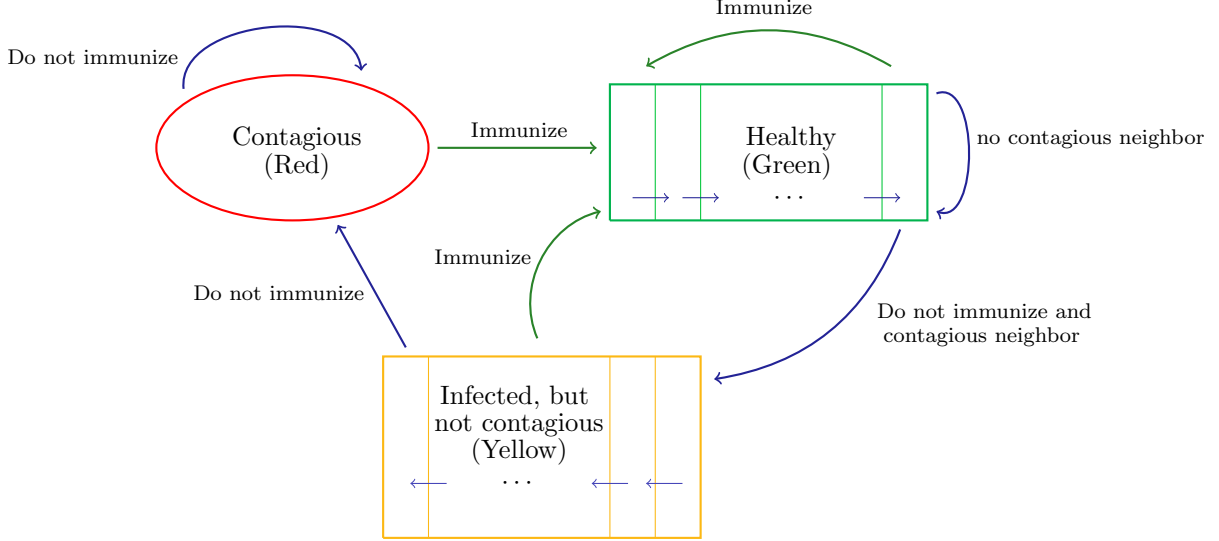 Immunize
Do not immunize
Contagious
(Red)
Immunize
Healthy
(Green)
...
no contagious neighbor
Immunize
Do not immunize
Do not immunize and
contagious neighbor
Infected, but
not contagious
(Yellow)
...